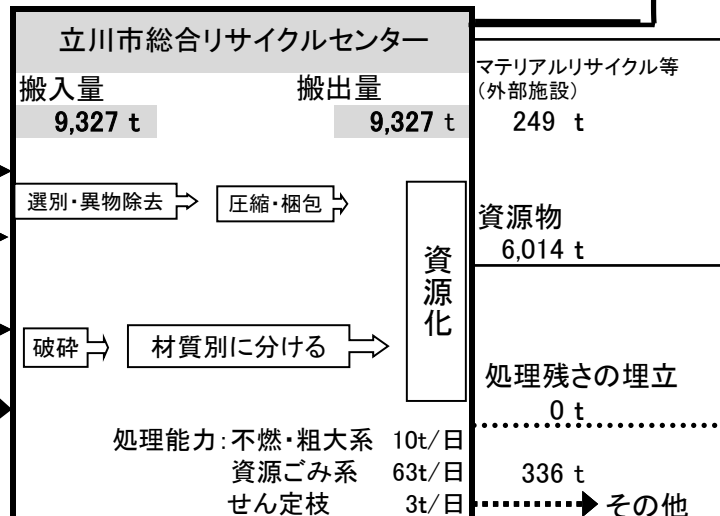 立川市総合リサイクルセンター
搬入量 搬出量
9,327 t 9,327 t
選別・異物除去 圧縮・梱包
資源化
破砕 材質別に分ける
処理能力：不燃・粗大系 10t/日
資源ごみ系 63t/日
せん定枝 3t/日
マテリアルリサイクル等
（外部施設）
249 t
資源物
6,014 t
処理残さの埋立
0 t
336 t
その他